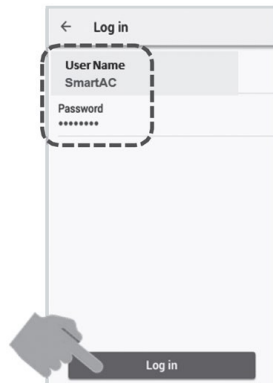 ← Log in
User Name
SmartAC
Password
••••••••
Log in